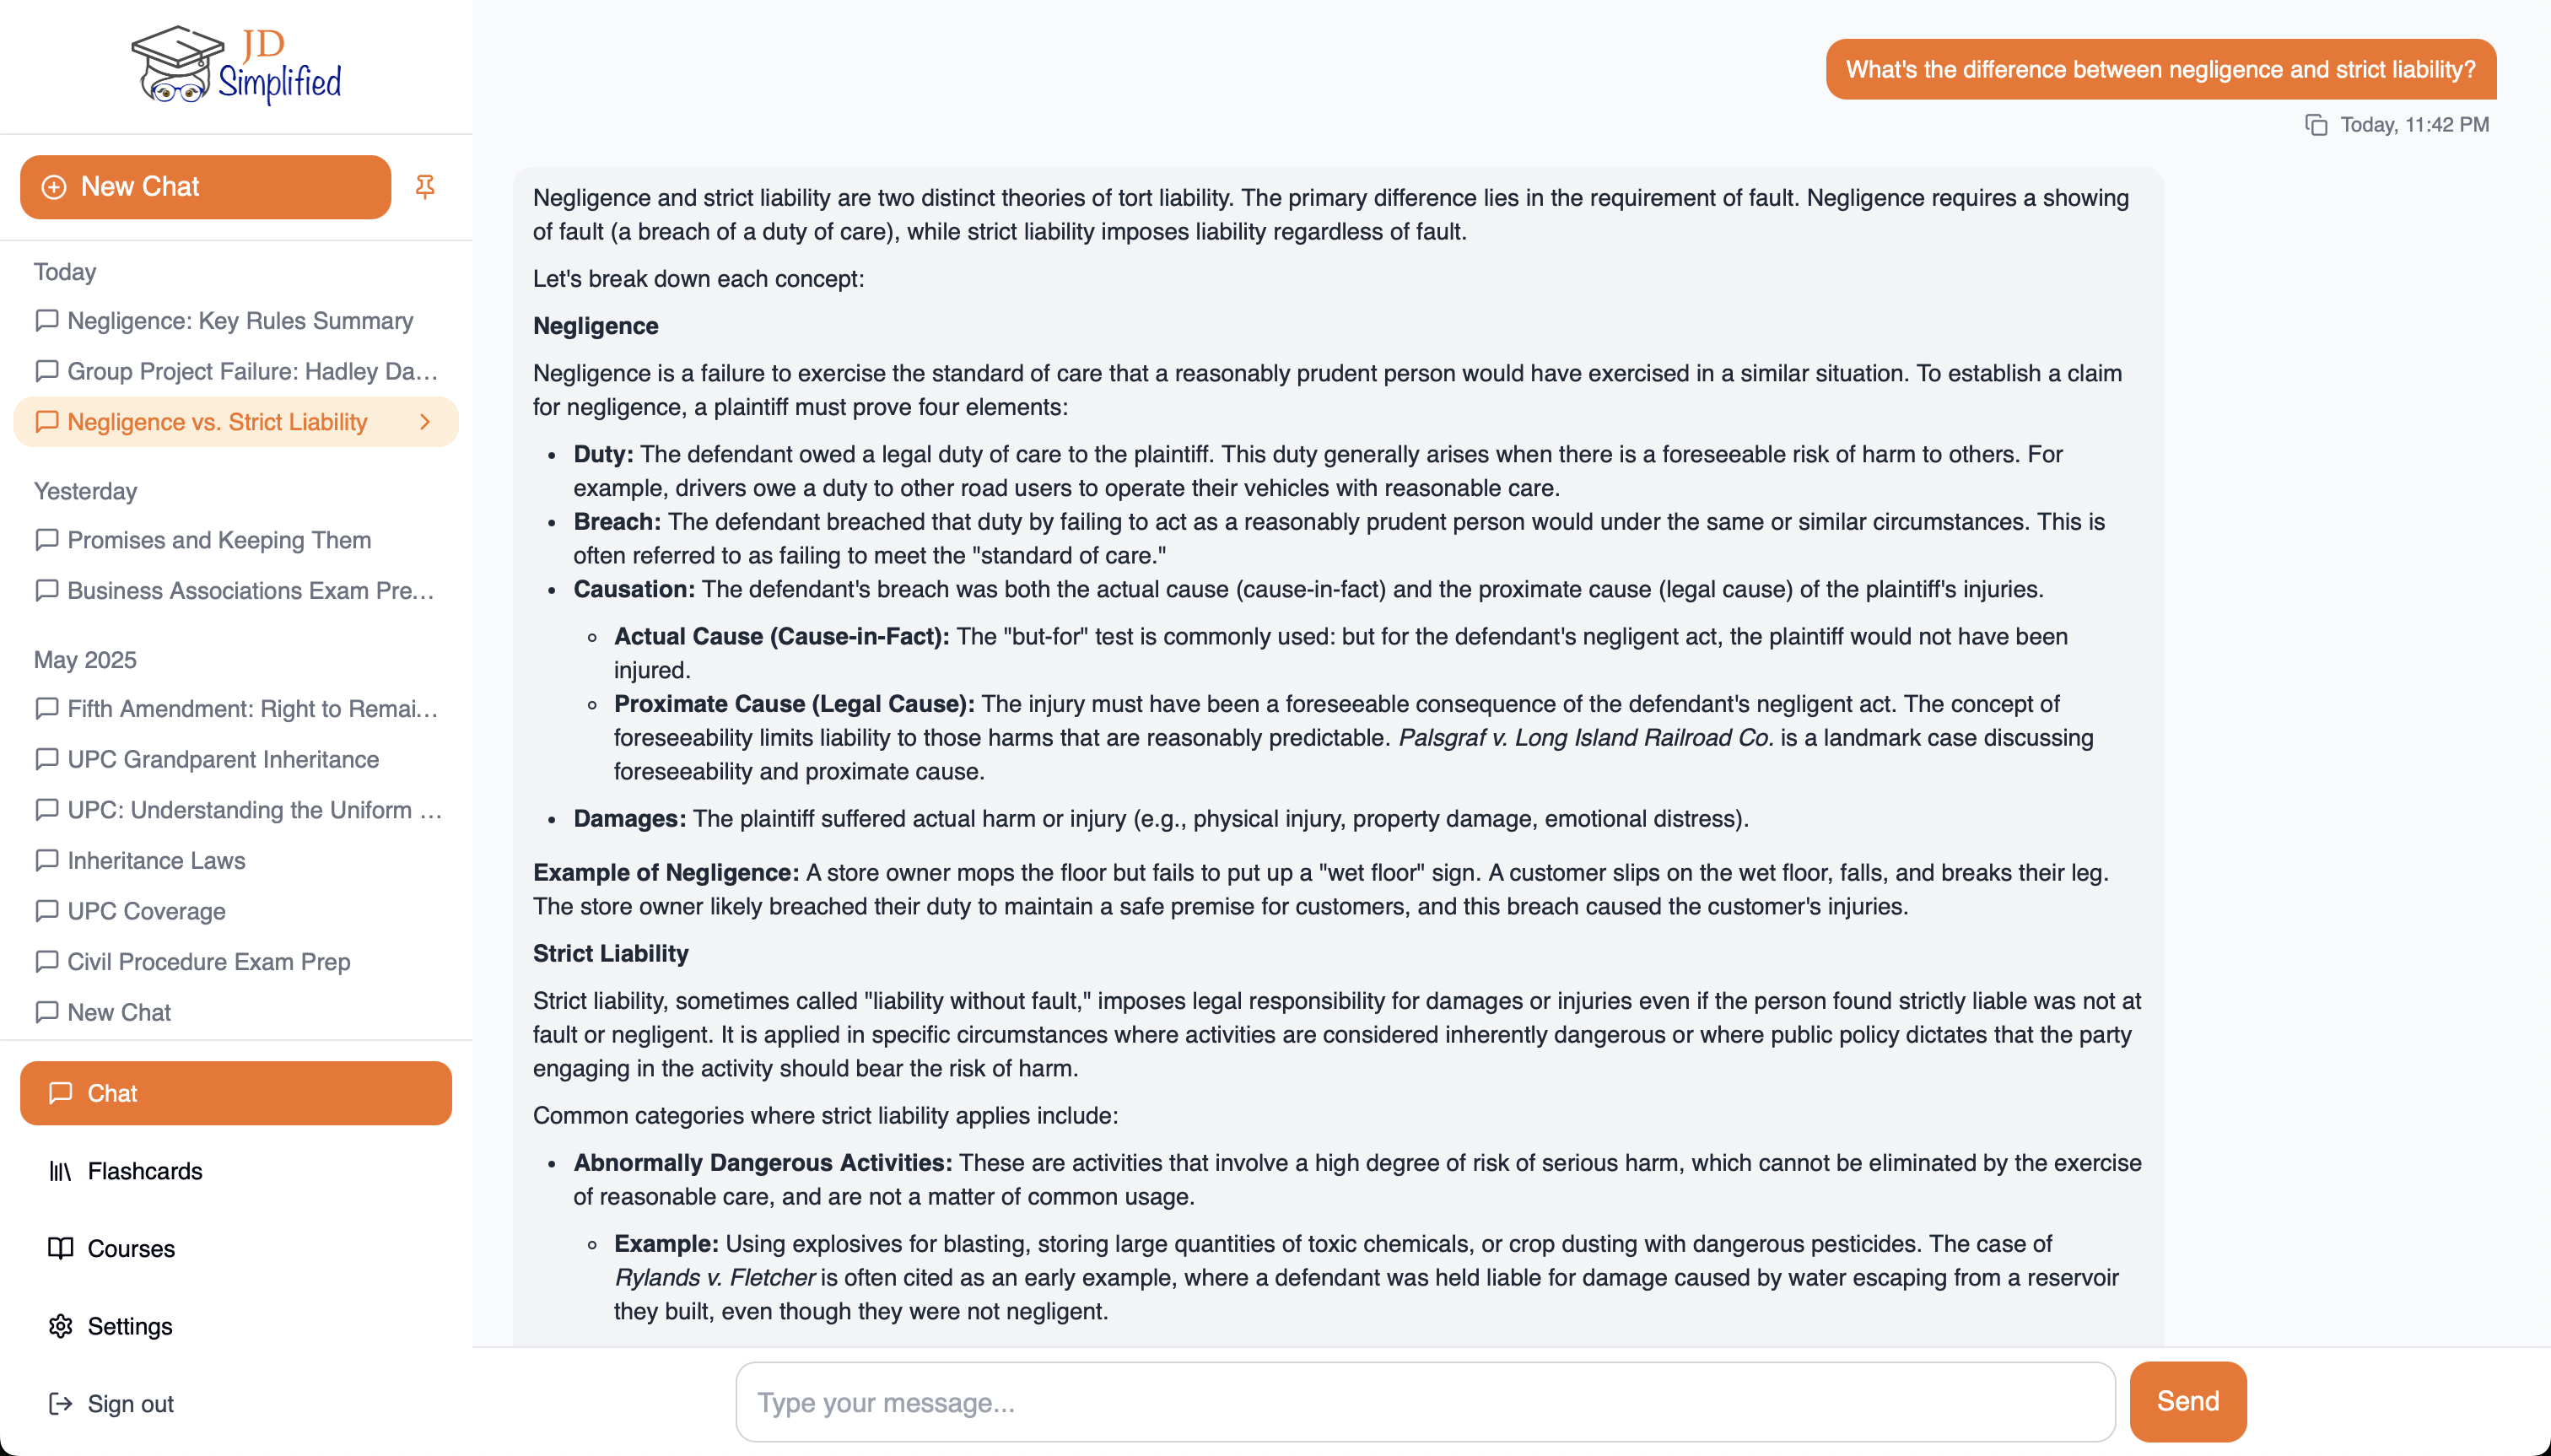 JD
Simplified
New Chat
Today
Negligence: Key Rules Summary
Group Project Failure: Hadley Da...
Negligence vs. Strict Liability
Yesterday
Promises and Keeping Them
Business Associations Exam Pre...
May 2025
Fifth Amendment: Right to Remai...
UPC Grandparent Inheritance
UPC: Understanding the Uniform ...
Inheritance Laws
UPC Coverage
Civil Procedure Exam Prep
New Chat
Chat
Flashcards
Courses
Settings
Sign out
What's the difference between negligence and strict liability?
Today, 11:42 PM
Negligence and strict liability are two distinct theories of tort liability. The primary difference lies in the requirement of fault. Negligence requires a showing
of fault (a breach of a duty of care), while strict liability imposes liability regardless of fault.
Let's break down each concept:
Negligence
Negligence is a failure to exercise the standard of care that a reasonably prudent person would have exercised in a similar situation. To establish a claim
for negligence, a plaintiff must prove four elements:
• Duty: The defendant owed a legal duty of care to the plaintiff. This duty generally arises when there is a foreseeable risk of harm to others. For
example, drivers owe a duty to other road users to operate their vehicles with reasonable care.
• Breach: The defendant breached that duty by failing to act as a reasonably prudent person would under the same or similar circumstances. This is
often referred to as failing to meet the "standard of care."
• Causation: The defendant's breach was both the actual cause (cause-in-fact) and the proximate cause (legal cause) of the plaintiff's injuries.
◦ Actual Cause (Cause-in-Fact): The "but-for" test is commonly used: but for the defendant's negligent act, the plaintiff would not have been
injured.
◦ Proximate Cause (Legal Cause): The injury must have been a foreseeable consequence of the defendant's negligent act. The concept of
foreseeability limits liability to those harms that are reasonably predictable. Palsgraf v. Long Island Railroad Co. is a landmark case discussing
foreseeability and proximate cause.
• Damages: The plaintiff suffered actual harm or injury (e.g., physical injury, property damage, emotional distress).
Example of Negligence: A store owner mops the floor but fails to put up a "wet floor" sign. A customer slips on the wet floor, falls, and breaks their leg.
The store owner likely breached their duty to maintain a safe premise for customers, and this breach caused the customer's injuries.
Strict Liability
Strict liability, sometimes called "liability without fault," imposes legal responsibility for damages or injuries even if the person found strictly liable was not at
fault or negligent. It is applied in specific circumstances where activities are considered inherently dangerous or where public policy dictates that the party
engaging in the activity should bear the risk of harm.
Common categories where strict liability applies include:
• Abnormally Dangerous Activities: These are activities that involve a high degree of risk of serious harm, which cannot be eliminated by the exercise
of reasonable care, and are not a matter of common usage.
◦ Example: Using explosives for blasting, storing large quantities of toxic chemicals, or crop dusting with dangerous pesticides. The case of
Rylands v. Fletcher is often cited as an early example, where a defendant was held liable for damage caused by water escaping from a reservoir
they built, even though they were not negligent.
Type your message...
Send